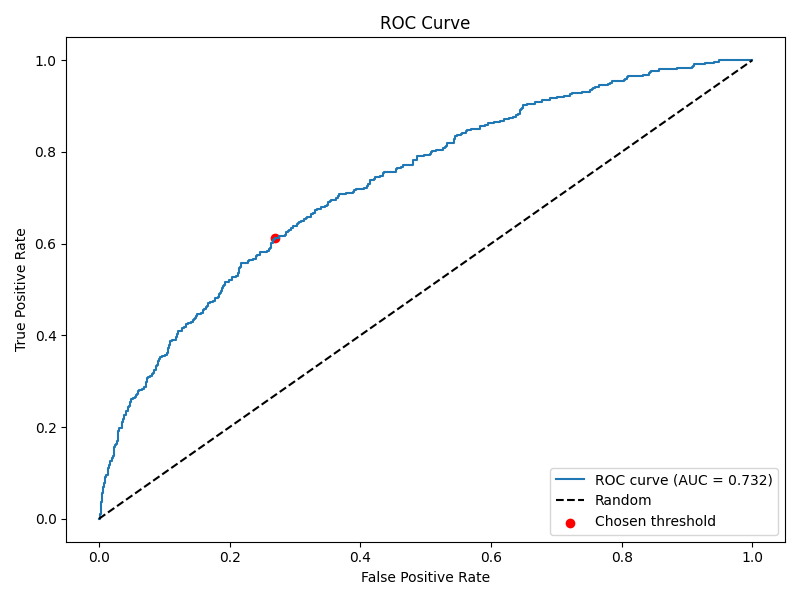 ROC Curve
1.0
0.8
0.6
0.4
0.2
0.0
True Positive Rate
0.0 0.2 0.4 0.6 0.8 1.0
False Positive Rate
ROC curve (AUC = 0.732)
Random
Chosen threshold